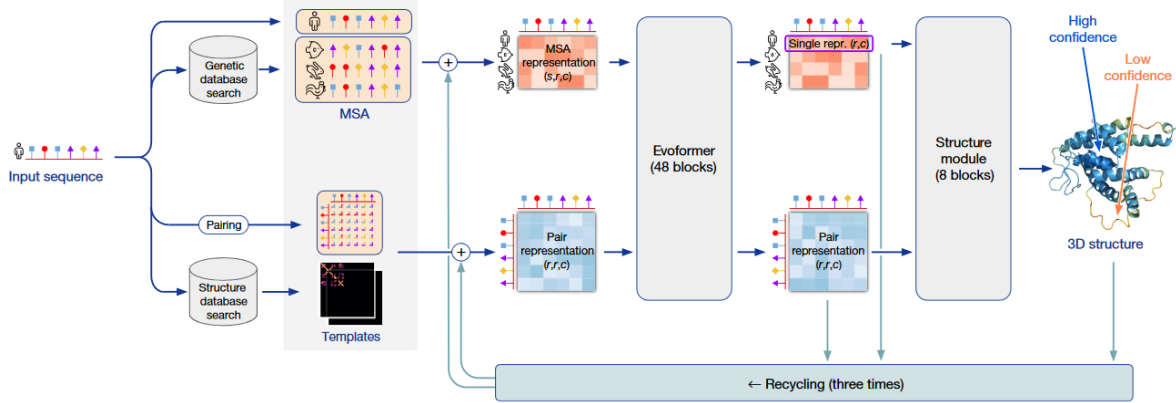 High
confidence
Low
confidence
Genetic
database
search
MSA
MSA
representation
(s,r,c)
Single repr. (r,c)
Input sequence
Evoformer
(48 blocks)
Structure
module
(8 blocks)
Pairing
Pair
representation
(r,r,c)
Pair
representation
(r,r,c)
3D structure
Structure
database
search
Templates
← Recycling (three times)